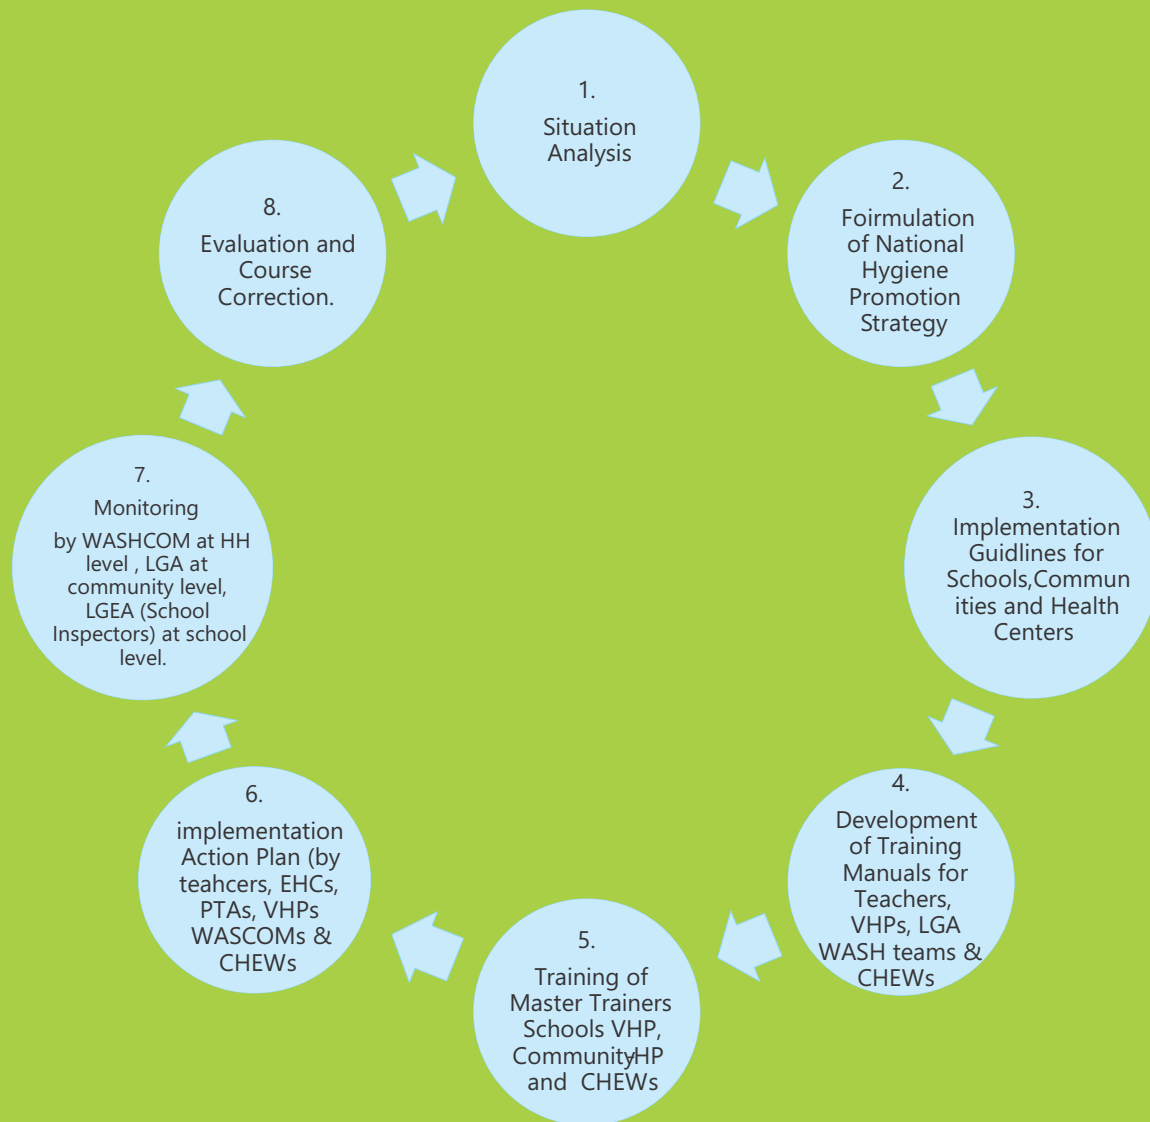 1.
Situation
Analysis
2.
Foirmulation
of National
Hygiene
Promotion
Strategy
3.
Implementation
Guidlines for
Schools,Commun
ities and Health
Centers
4.
Development
of Training
Manuals for
Teachers,
VHPs, LGA
WASH teams &
CHEWs
5.
Training of
Master Trainers
Schools VHP,
Community-HP
and CHEWs
6.
implementation
Action Plan (by
teahcers, EHCs,
PTAs, VHPs
WASCOMs &
CHEWs
7.
Monitoring
by WASHCOM at HH
level , LGA at
community level,
LGEA (School
Inspectors) at school
level.
8.
Evaluation and
Course
Correction.